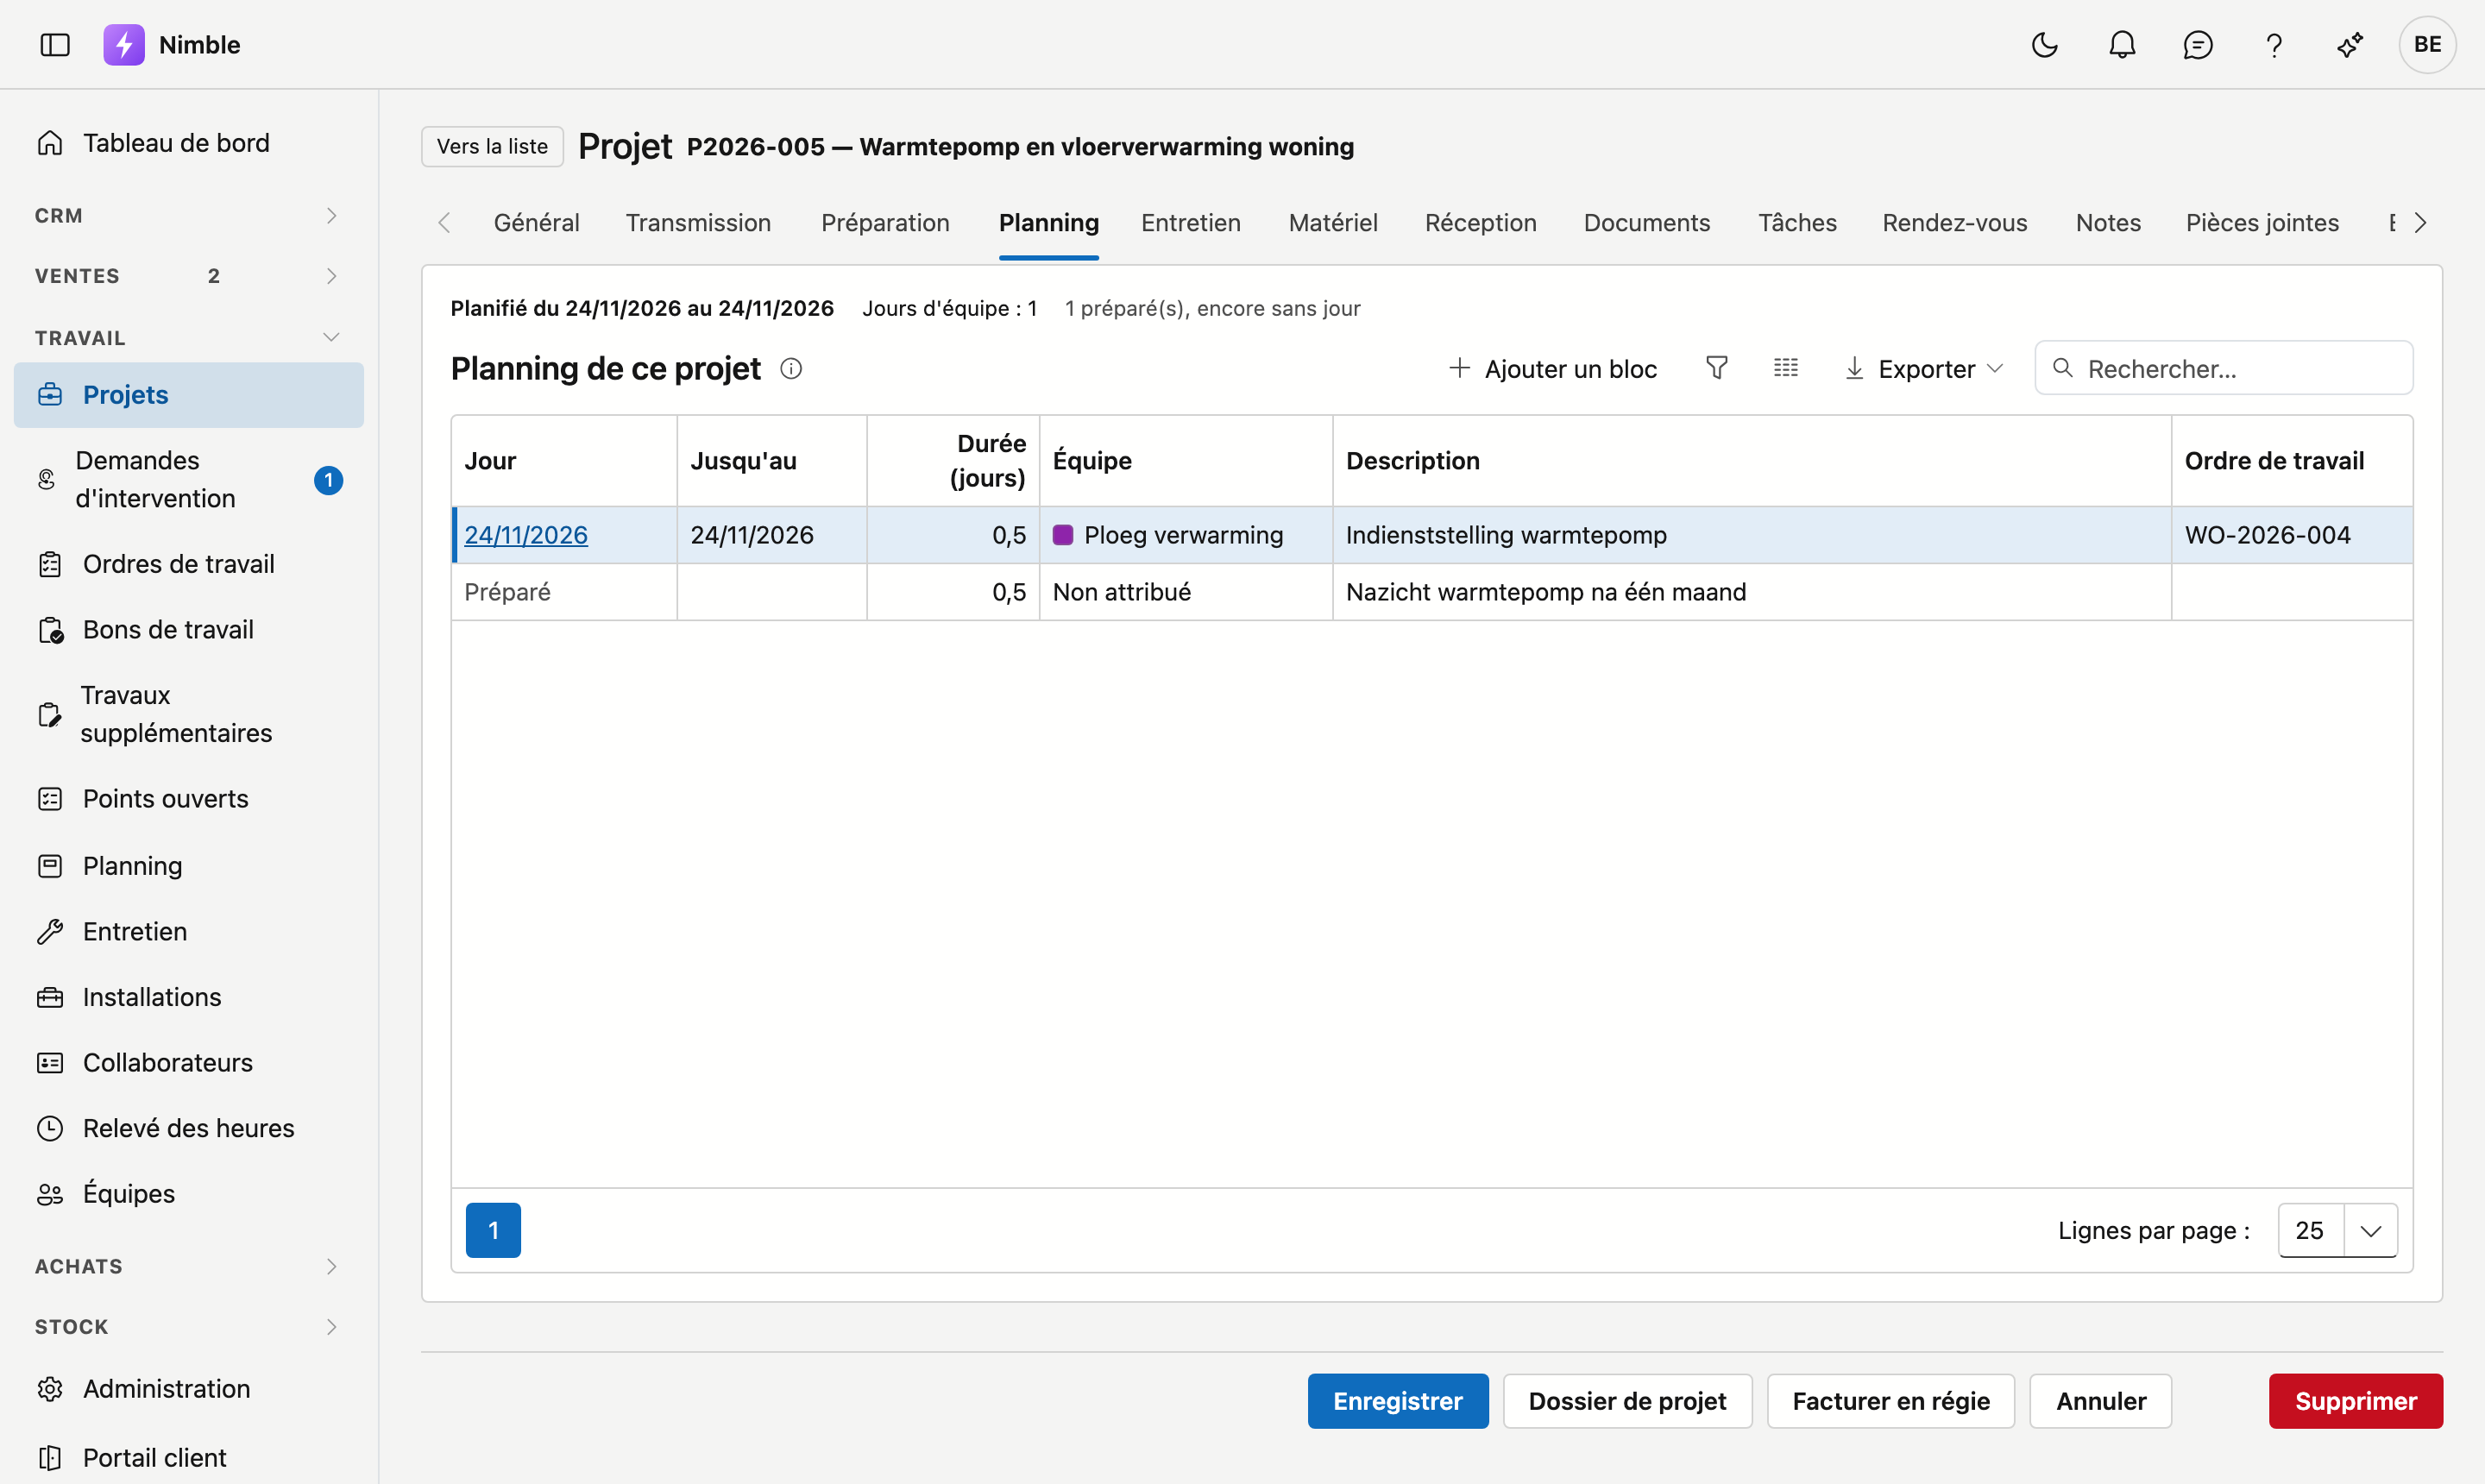 Nimble
BE
Tableau de bord
CRM
VENTES 2
TRAVAIL
Projets
Demandes
d'intervention
1
Ordres de travail
Bons de travail
Travaux
supplémentaires
Points ouverts
Planning
Entretien
Installations
Collaborateurs
Relevé des heures
Équipes
ACHATS
STOCK
Administration
Portail client
Vers la liste
Projet P2026-005 — Warmtepomp en vloerverwarming woning
Général Transmission Préparation Planning Entretien Matériel Réception Documents Tâches Rendez-vous Notes Pièces jointes
Planifié du 24/11/2026 au 24/11/2026 Jours d'équipe : 1 1 préparé(s), encore sans jour
Planning de ce projet
Ajouter un bloc
Exporter
Rechercher...
Jour Jusqu'au Durée (jours) Équipe Description Ordre de travail
24/11/2026 24/11/2026 0,5 Ploeg verwarming Indienststelling warmtepomp WO-2026-004
Préparé 0,5 Non attribué Nazicht warmtepomp na één maand
1
Lignes par page : 25
Enregistrer Dossier de projet Facturer en régie Annuler Supprimer